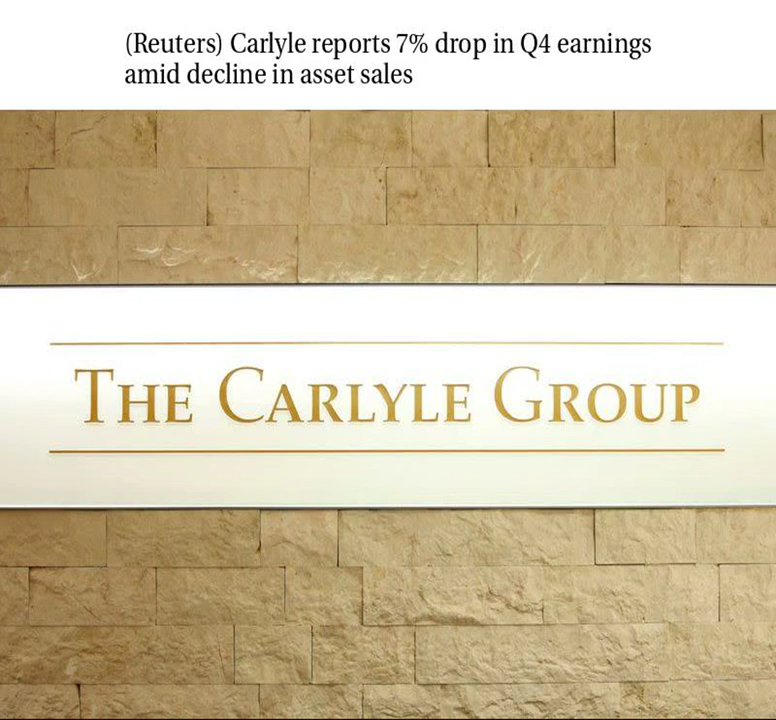 (Reuters) Carlyle reports 7% drop in Q4 earnings
amid decline in asset sales
THE CARLYLE GROUP